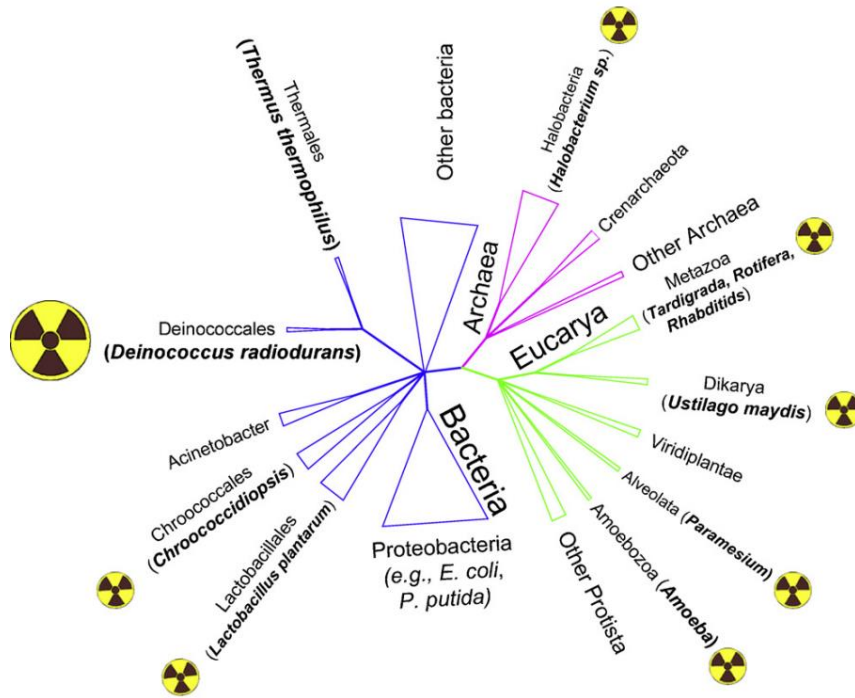 Thermales
(Thermus thermophilus)
Other bacteria
Halobacteria
(Halobacterium sp.)
Crenarchaeota
Other Archaea
Metazoa
(Tardigrada, Rotifera,
Rhabditids)
Archaea
Eucarya
Bacteria
Deinococcales
(Deinococcus radiodurans)
Dikarya
(Ustilago maydis)
Viridiplantae
Alveolata (Paramesium)
Amoebozoa (Amoeba)
Other Protista
Acinetobacter
Chroococcales
(Chroococcidiopsis)
Lactobacillales
(Lactobacillus plantarum)
Proteobacteria
(e.g., E. coli,
P. putida)